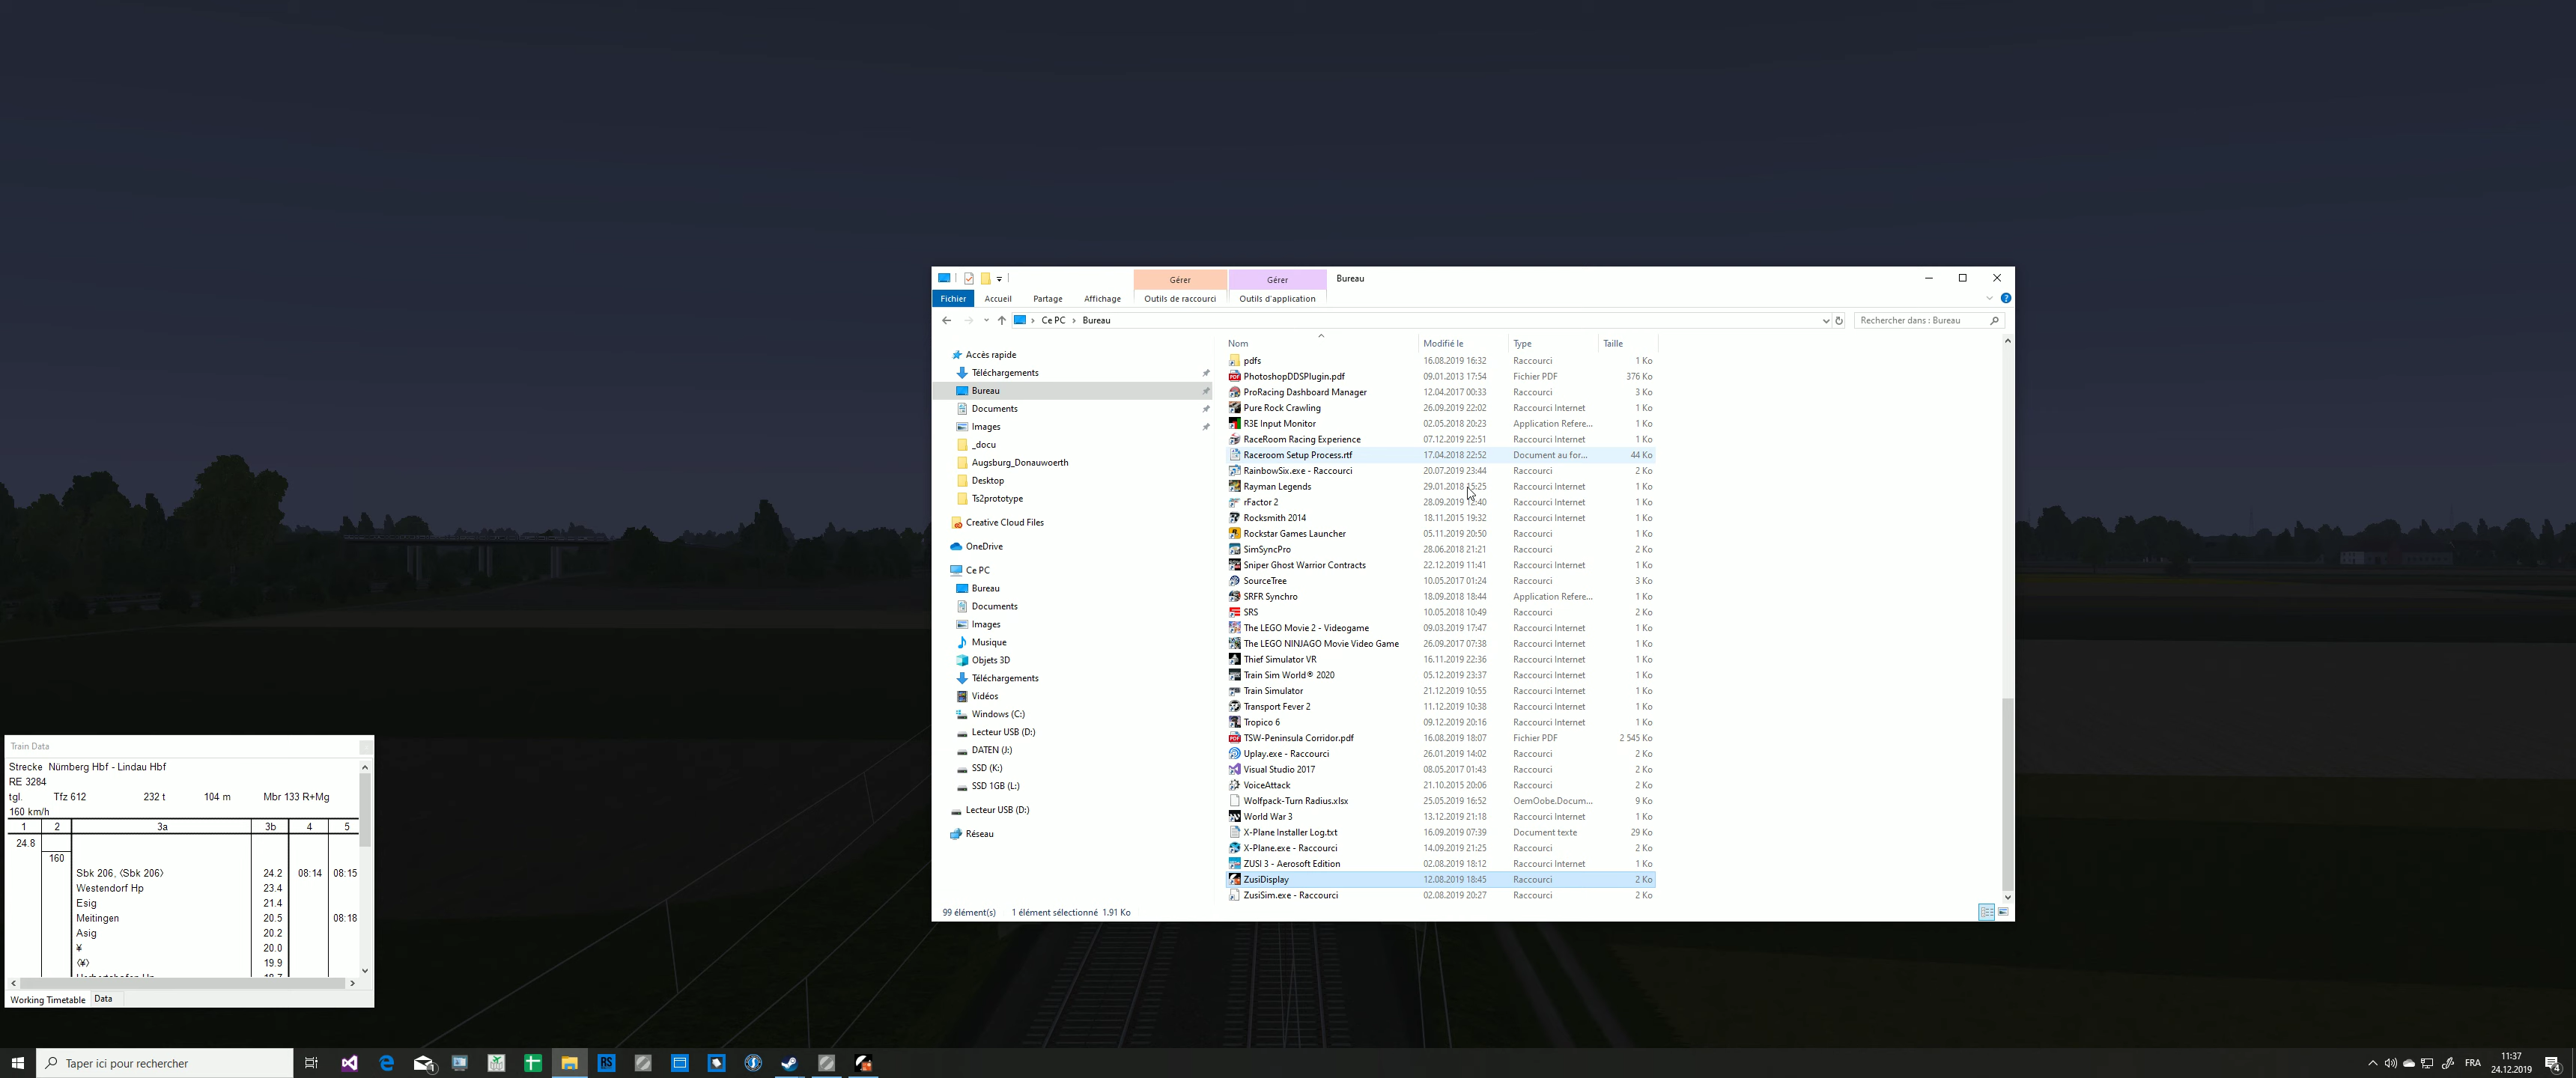 Gérer
Gérer
Bureau
Fichier
Accueil
Partage
Affichage
Outils de raccourci
Outils d'application
Ce PC > Bureau
Rechercher dans : Bureau
Accès rapide
Téléchargements
Bureau
Documents
Images
_docu
Augsburg_Donauwoerth
Desktop
Ts2prototype
Creative Cloud Files
OneDrive
Ce PC
Bureau
Documents
Images
Musique
Objets 3D
Téléchargements
Vidéos
Windows (C:)
Lecteur USB (D:)
DATEN (J:)
SSD (K:)
SSD 1GB (L:)
Lecteur USB (D:)
Réseau
Nom Modifié le Type Taille
pdfs 16.08.2019 16:32 Raccourci 1 Ko
PhotoshopDDSPlugin.pdf 09.01.2013 17:54 Fichier PDF 376 Ko
ProRacing Dashboard Manager 12.04.2017 00:33 Raccourci 3 Ko
Pure Rock Crawling 26.09.2019 22:02 Raccourci Internet 1 Ko
R3E Input Monitor 02.05.2018 20:23 Application Refere... 1 Ko
RaceRoom Racing Experience 07.12.2019 22:51 Raccourci Internet 1 Ko
Raceroom Setup Process.rtf 17.04.2018 22:52 Document au for... 44 Ko
RainbowSix.exe - Raccourci 20.07.2019 23:44 Raccourci 2 Ko
Rayman Legends 29.01.2018 15:25 Raccourci Internet 1 Ko
rFactor 2 28.09.2019 12:40 Raccourci Internet 1 Ko
Rocksmith 2014 18.11.2015 19:32 Raccourci Internet 1 Ko
Rockstar Games Launcher 05.11.2019 20:50 Raccourci Internet 1 Ko
SimSyncPro 28.06.2018 21:21 Raccourci 2 Ko
Sniper Ghost Warrior Contracts 22.12.2019 11:41 Raccourci Internet 1 Ko
SourceTree 10.05.2017 01:24 Raccourci 3 Ko
SRFR Synchro 18.09.2018 18:44 Application Refere... 1 Ko
SRS 10.05.2018 10:49 Raccourci 2 Ko
The LEGO Movie 2 - Videogame 09.03.2019 17:47 Raccourci Internet 1 Ko
The LEGO NINJAGO Movie Video Game 26.09.2017 07:38 Raccourci Internet 1 Ko
Thief Simulator VR 16.11.2019 22:36 Raccourci Internet 1 Ko
Train Sim World® 2020 05.12.2019 23:37 Raccourci Internet 1 Ko
Train Simulator 21.12.2019 10:55 Raccourci Internet 1 Ko
Transport Fever 2 11.12.2019 10:38 Raccourci Internet 1 Ko
Tropico 6 09.12.2019 20:16 Raccourci Internet 1 Ko
TSW-Peninsula Corridor.pdf 16.08.2019 18:07 Fichier PDF 2 545 Ko
Uplay.exe - Raccourci 26.01.2019 14:02 Raccourci 2 Ko
Visual Studio 2017 08.05.2017 01:43 Raccourci 2 Ko
VoiceAttack 21.10.2015 20:06 Raccourci 2 Ko
Wolfpack-Turn Radius.xlsx 25.05.2019 16:52 OemOobe.Docum... 9 Ko
World War 3 13.12.2019 21:18 Raccourci Internet 1 Ko
X-Plane Installer Log.txt 16.09.2019 07:39 Document texte 29 Ko
X-Plane.exe - Raccourci 14.09.2019 21:25 Raccourci 2 Ko
ZUSI 3 - Aerosoft Edition 02.08.2019 18:12 Raccourci Internet 1 Ko
ZusiDisplay 12.08.2019 18:45 Raccourci 2 Ko
ZusiSim.exe - Raccourci 02.08.2019 20:27 Raccourci 2 Ko
99 élément(s) 1 élément sélectionné 1.91 Ko
Train Data
Strecke Nürnberg Hbf - Lindau Hbf
RE 3284
tgl. Tfz 612 232 t 104 m Mbr 133 R+Mg
160 km/h
1 2 3a 3b 4 5
24.8
160
Sbk 206, 〈Sbk 206〉 24.2 08:14 08:15
Westendorf Hp 23.4
Esig 21.4
Meitingen 20.5 08:18
Asig 20.2
¥ 20.0
〈¥〉 19.9
Working Timetable
Data
Taper ici pour rechercher
RS
1
FRA
11:37
24.12.2019
4